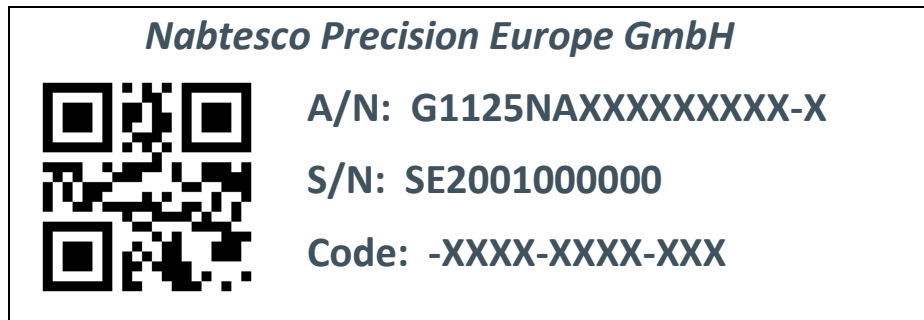 Nabtesco Precision Europe GmbH
A/N: G1125NAXXXXXXXXX-X
S/N: SE2001000000
Code: -XXXX-XXXX-XXX